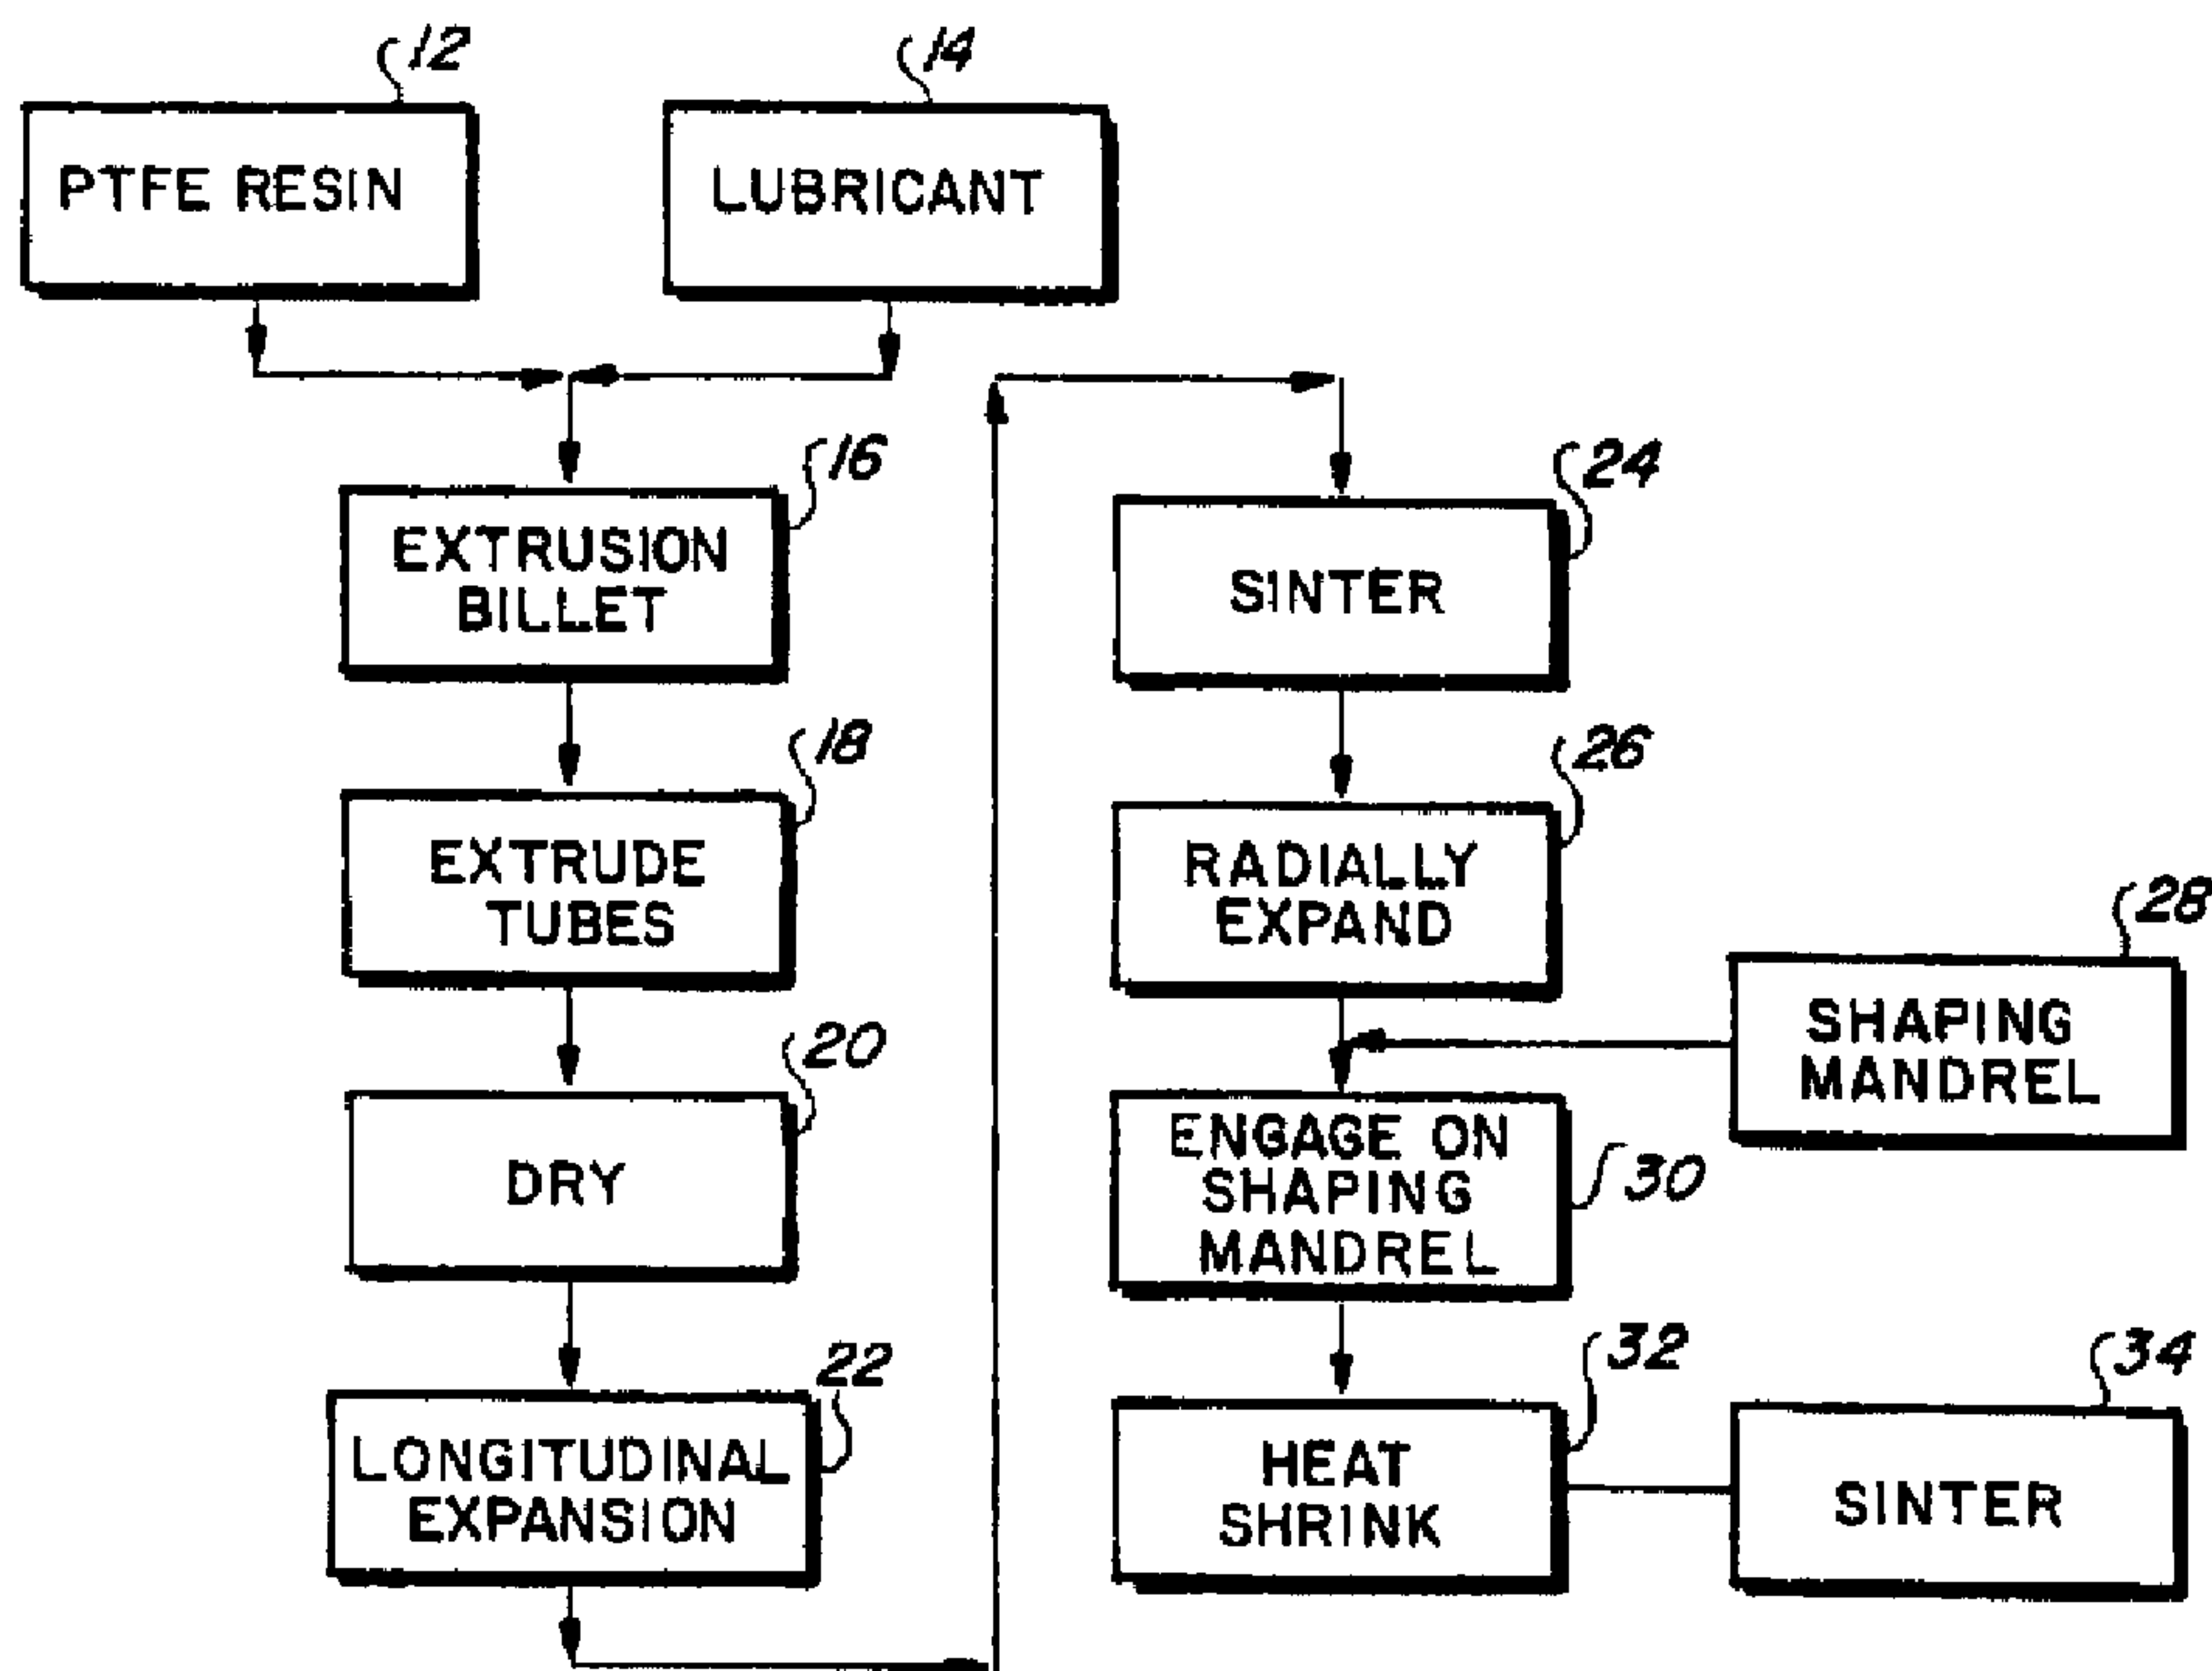 12
PTFE RESIN
14
LUBRICANT
16
EXTRUSION
BILLET
18
EXTRUDE
TUBES
20
DRY
22
LONGITUDINAL
EXPANSION
24
SINTER
26
RADIALLY
EXPAND
28
SHAPING
MANDREL
30
ENGAGE ON
SHAPING
MANDREL
32
HEAT
SHRINK
34
SINTER